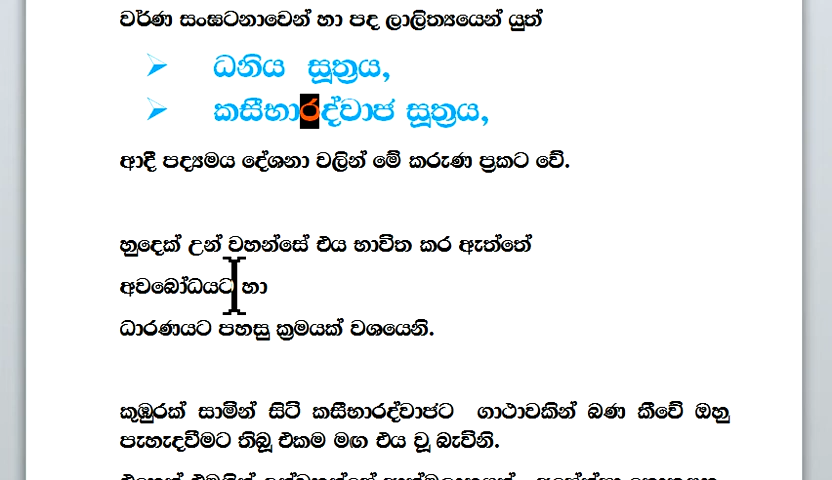 වර්ණ සංඝටනාවෙන් හා පද ලාලිත්‍යයෙන් යුත්
ධනිය සූත්‍රය,
කසීභාරද්වාජ සූත්‍රය,
ආදී පද්‍යමය දේශනා වලින් මේ කරුණ ප්‍රකට වේ.
හුදෙක් උන් වහන්සේ එය භාවිත කර ඇත්තේ
අවබෝධයට හා
ධාරණයට පහසු ක්‍රමයක් වශයෙනි.
කුඹුරක් සාමින් සිටි කසීභාරද්වාජට ගාථාවකින් බණ කීවේ ඔහු
පැහැදවීමට තිබූ එකම මඟ එය වූ බැවිනි.